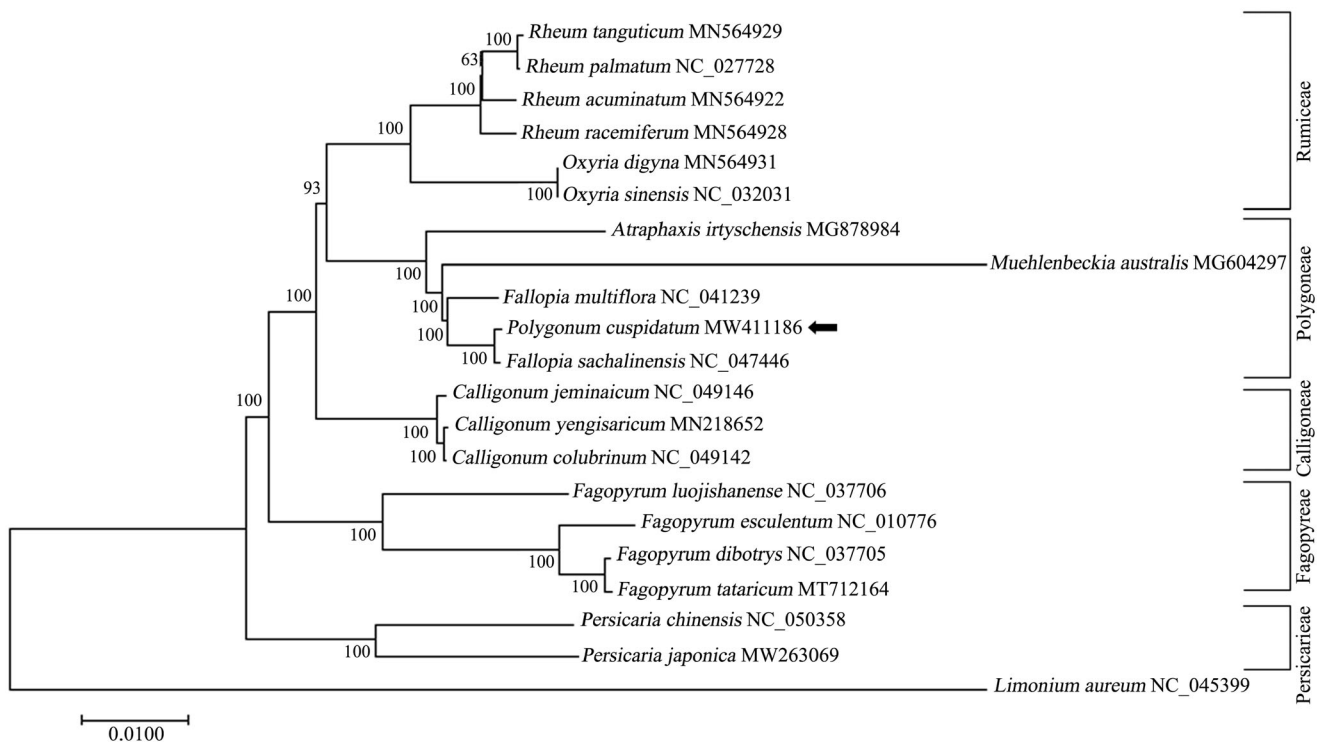 100
Rheum tanguticum MN564929
63
Rheum palmatum NC_027728
100
Rheum acuminatum MN564922
100
Rheum racemiferum MN564928
Oxyria digyna MN564931
100
Oxyria sinensis NC_032031
Rumiceae
93
Atraphaxis irtyschensis MG878984
100
Muehlenbeckia australis MG604297
100
Fallopia multiflora NC_041239
100
Polygonum cuspidatum MW411186
100
Fallopia sachalinensis NC_047446
Polygoneae
100
Calligonum jeminaicum NC_049146
100
Calligonum yengisaricum MN218652
100
Calligonum colubrinum NC_049142
Calligoneae
100
Fagopyrum luojishanense NC_037706
100
Fagopyrum esculentum NC_010776
100
Fagopyrum dibotrys NC_037705
100
Fagopyrum tataricum MT712164
Fagopyreae
Persicaria chinensis NC_050358
100
Persicaria japonica MW263069
Persicarieae
Limonium aureum NC_045399
0.0100